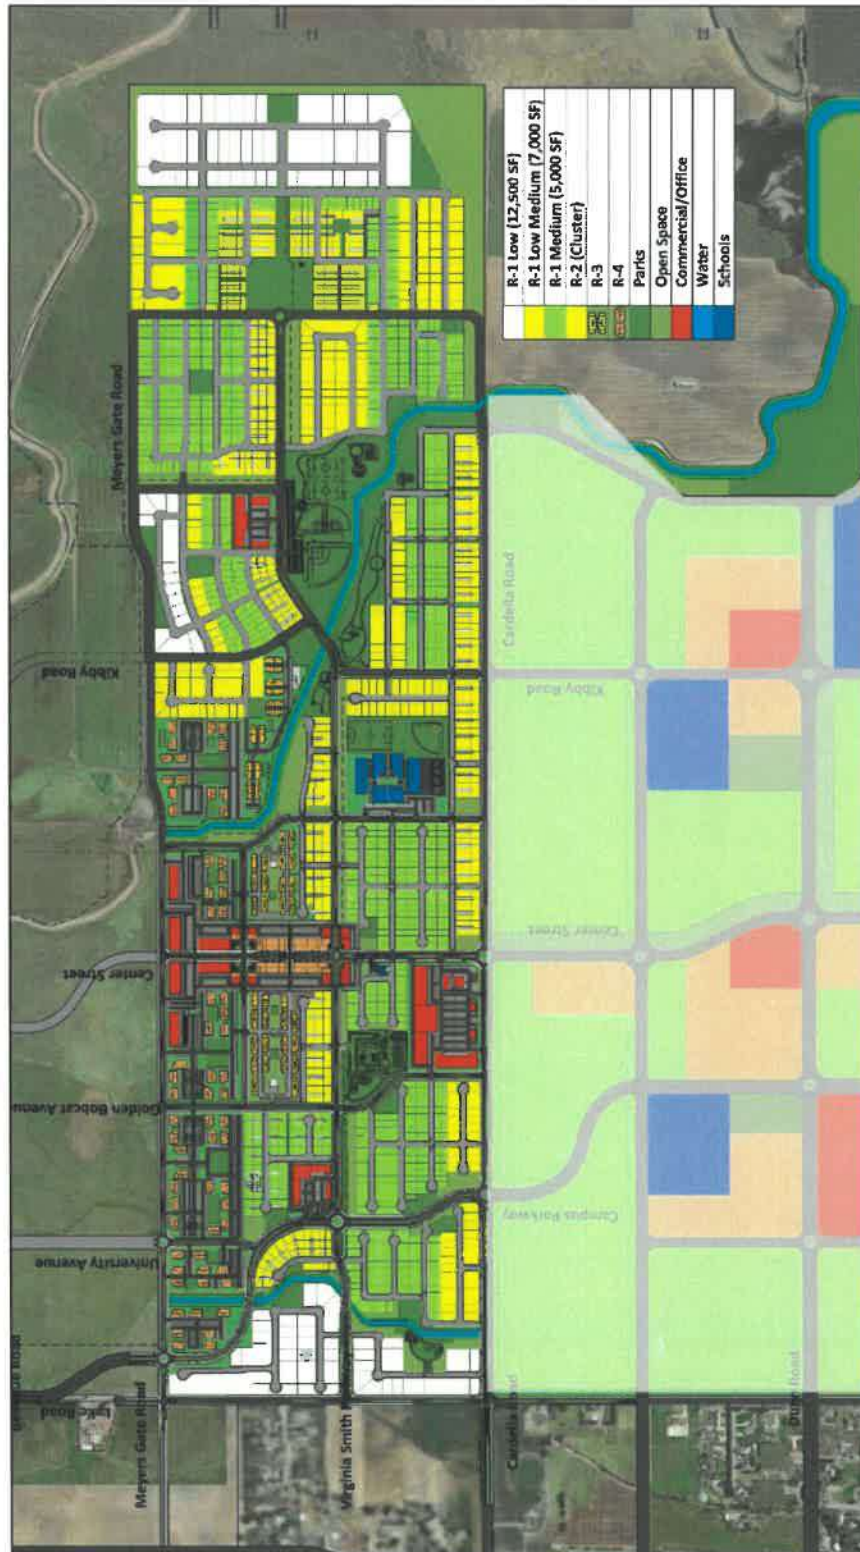 Meyers Gate Road
R-1 Low (12,500 SF)
R-1 Low Medium (7,000 SF)
R-1 Medium (5,000 SF)
R-2 (Cluster)
R-3
R-4
Parks
Open Space
Commercial/Office
Water
Schools
Cardella Road
Kibby Road
Kibby Road
Center Street
Center Street
Golden Bobcat Avenue
Campus Parkway
University Avenue
Lake Road
Meyers Gate Road
Virginia Smith
Cardella Road
Road